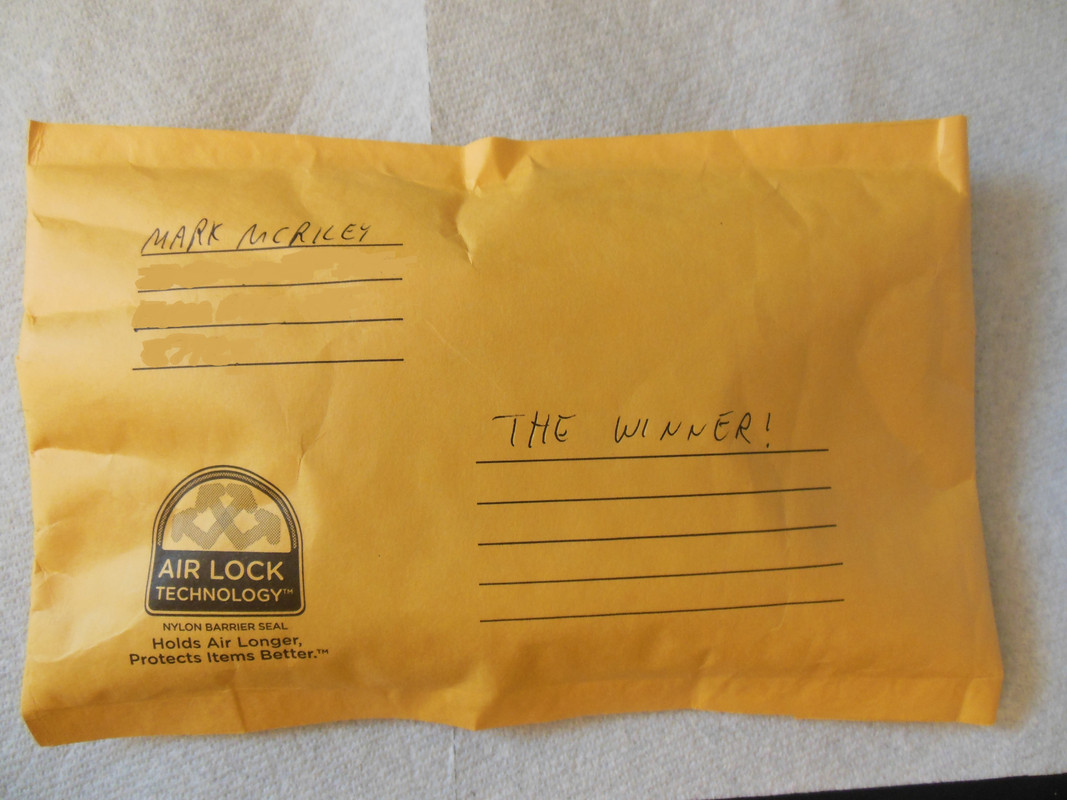 MARK MCRILEY
THE WINNER!
AIR LOCK
TECHNOLOGY™
NYLON BARRIER SEAL
Holds Air Longer,
Protects Items Better.™